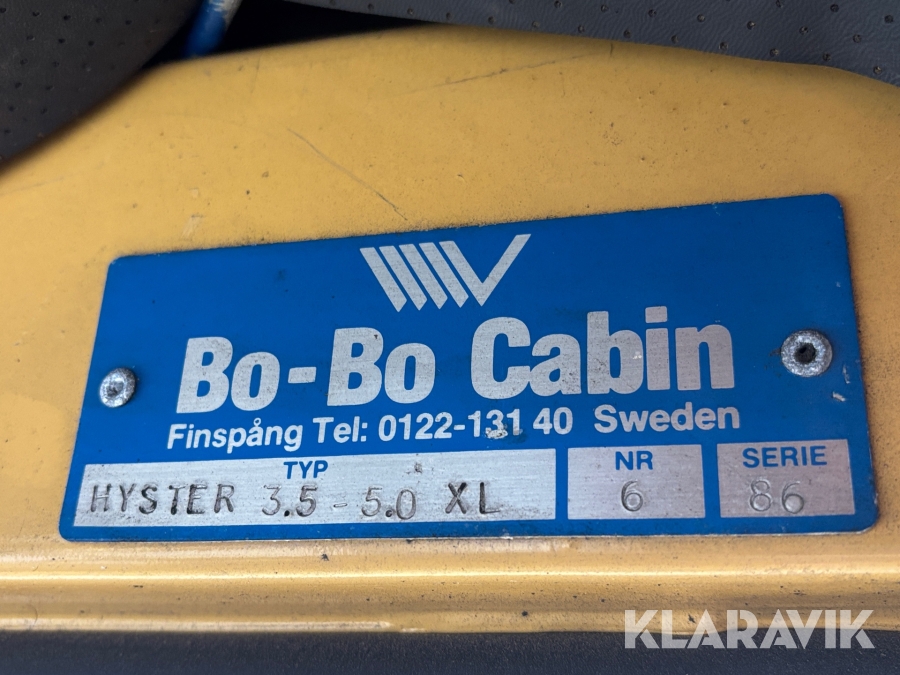 Bo-Bo Cabin
Finspång Tel: 0122-131 40 Sweden
TYP NR SERIE
HYSTER 3.5 - 5.0 XL 6 86
KLARAVIK